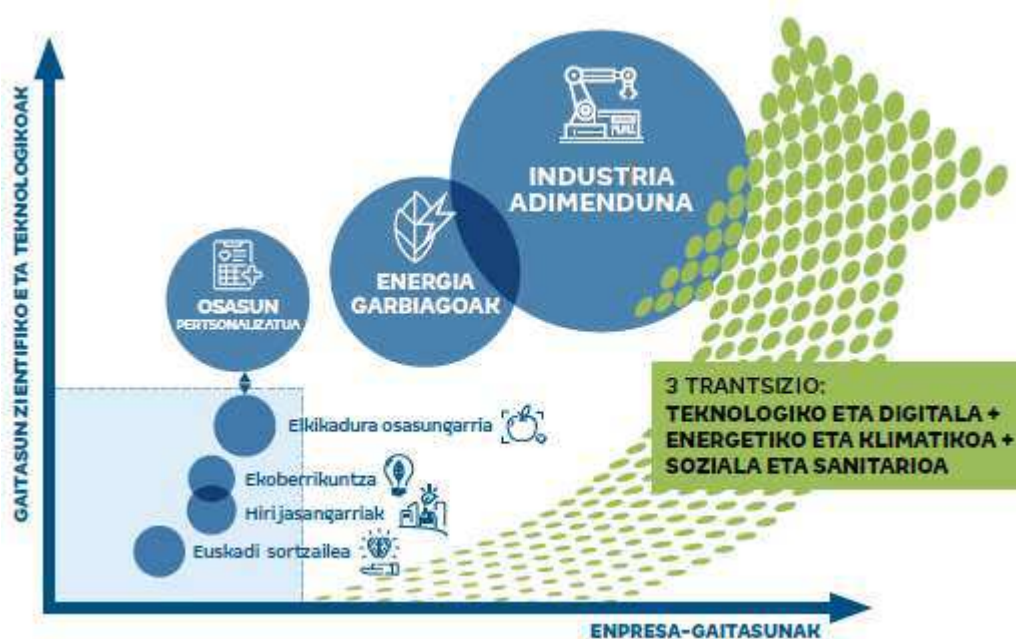 GAITASUN ZIENTIFIKO ETA TEKNOLOGIKOAK
INDUSTRIA
ADIMENDUNA
ENERGIA
GARBIAGOAK
OSASUN
PERTSONALIZATUA
3 TRANTSIZIO:
TEKNOLOGIKO ETA DIGITALA +
ENERGETIKO ETA KLIMATIKOA +
SOZIALA ETA SANITARIOA
Elkikadura osasungarria
Ekoberrikuntza
Hiri jasangarriak
Euskadi sortzailea
ENPRESA-GAITASUNAK